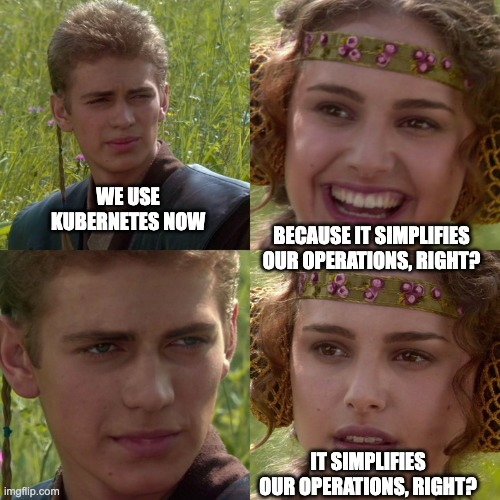 WE USE
KUBERNETES NOW
BECAUSE IT SIMPLIFIES
OUR OPERATIONS, RIGHT?
IT SIMPLIFIES
OUR OPERATIONS, RIGHT?
imgflip.com